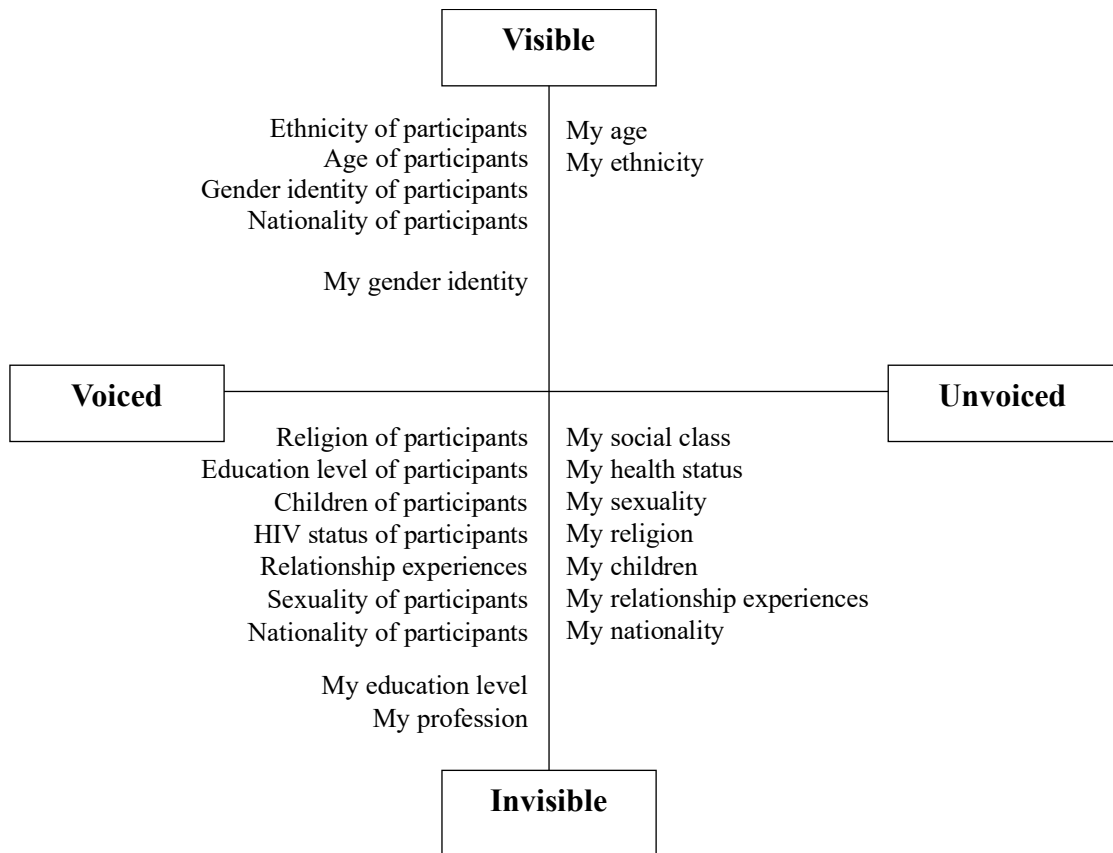 Visible
Ethnicity of participants
Age of participants
Gender identity of participants
Nationality of participants
My gender identity
My age
My ethnicity
Voiced
Unvoiced
Religion of participants
Education level of participants
Children of participants
HIV status of participants
Relationship experiences
Sexuality of participants
Nationality of participants
My education level
My profession
My social class
My health status
My sexuality
My religion
My children
My relationship experiences
My nationality
Invisible